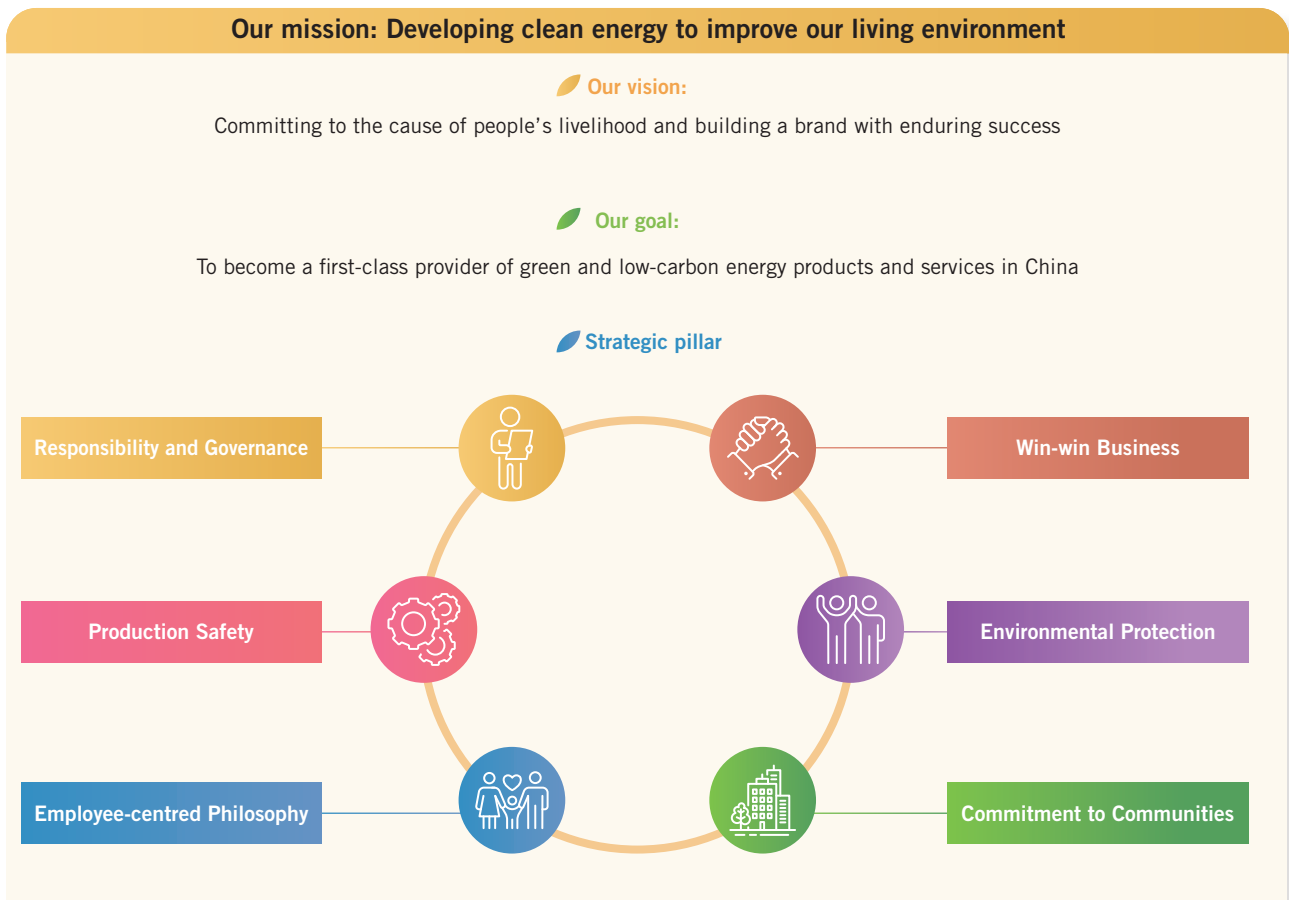 Our mission: Developing clean energy to improve our living environment
Our vision:
Committing to the cause of people’s livelihood and building a brand with enduring success
Our goal:
To become a first-class provider of green and low-carbon energy products and services in China
Strategic pillar
Responsibility and Governance
Win-win Business
Production Safety
Environmental Protection
Employee-centred Philosophy
Commitment to Communities